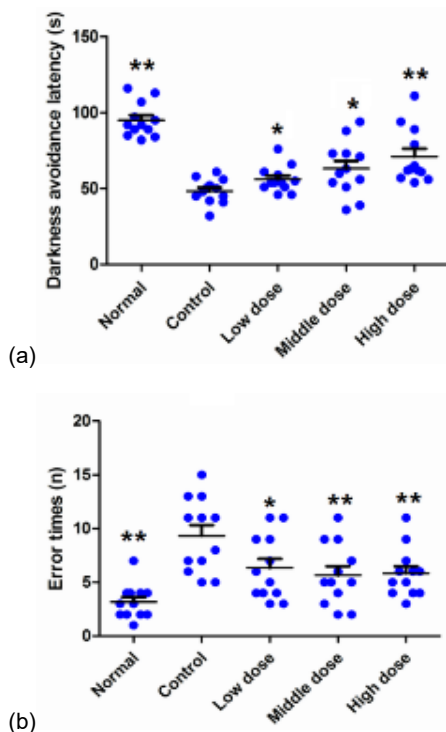 Darkness avoidance latency (s)
150
100
50
0
**
*
*
**
Normal
Control
Low dose
Middle dose
High dose
(a)
Error times (n)
20
15
10
5
0
**
*
**
**
Normal
Control
Low dose
Middle dose
High dose
(b)